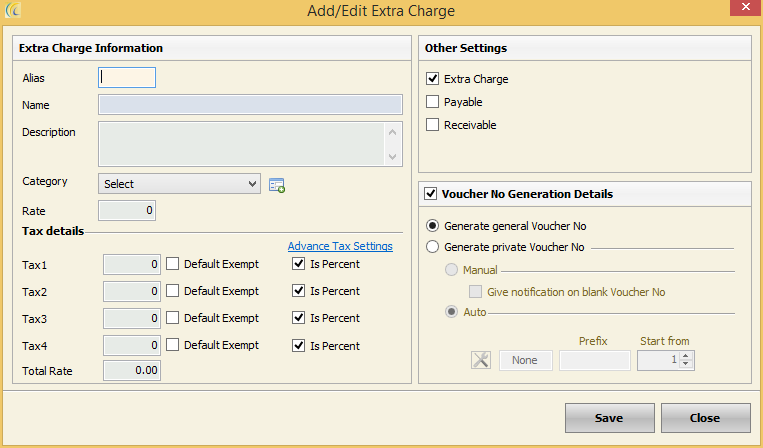 Add/Edit Extra Charge
Extra Charge Information
Alias
Name
Description
Category Select
Rate 0
Tax details
Advance Tax Settings
Tax1 0 Default Exempt Is Percent
Tax2 0 Default Exempt Is Percent
Tax3 0 Default Exempt Is Percent
Tax4 0 Default Exempt Is Percent
Total Rate 0.00
Other Settings
Extra Charge
Payable
Receivable
Voucher No Generation Details
Generate general Voucher No
Generate private Voucher No
Manual
Give notification on blank Voucher No
Auto
Prefix Start from
None 1
Save Close